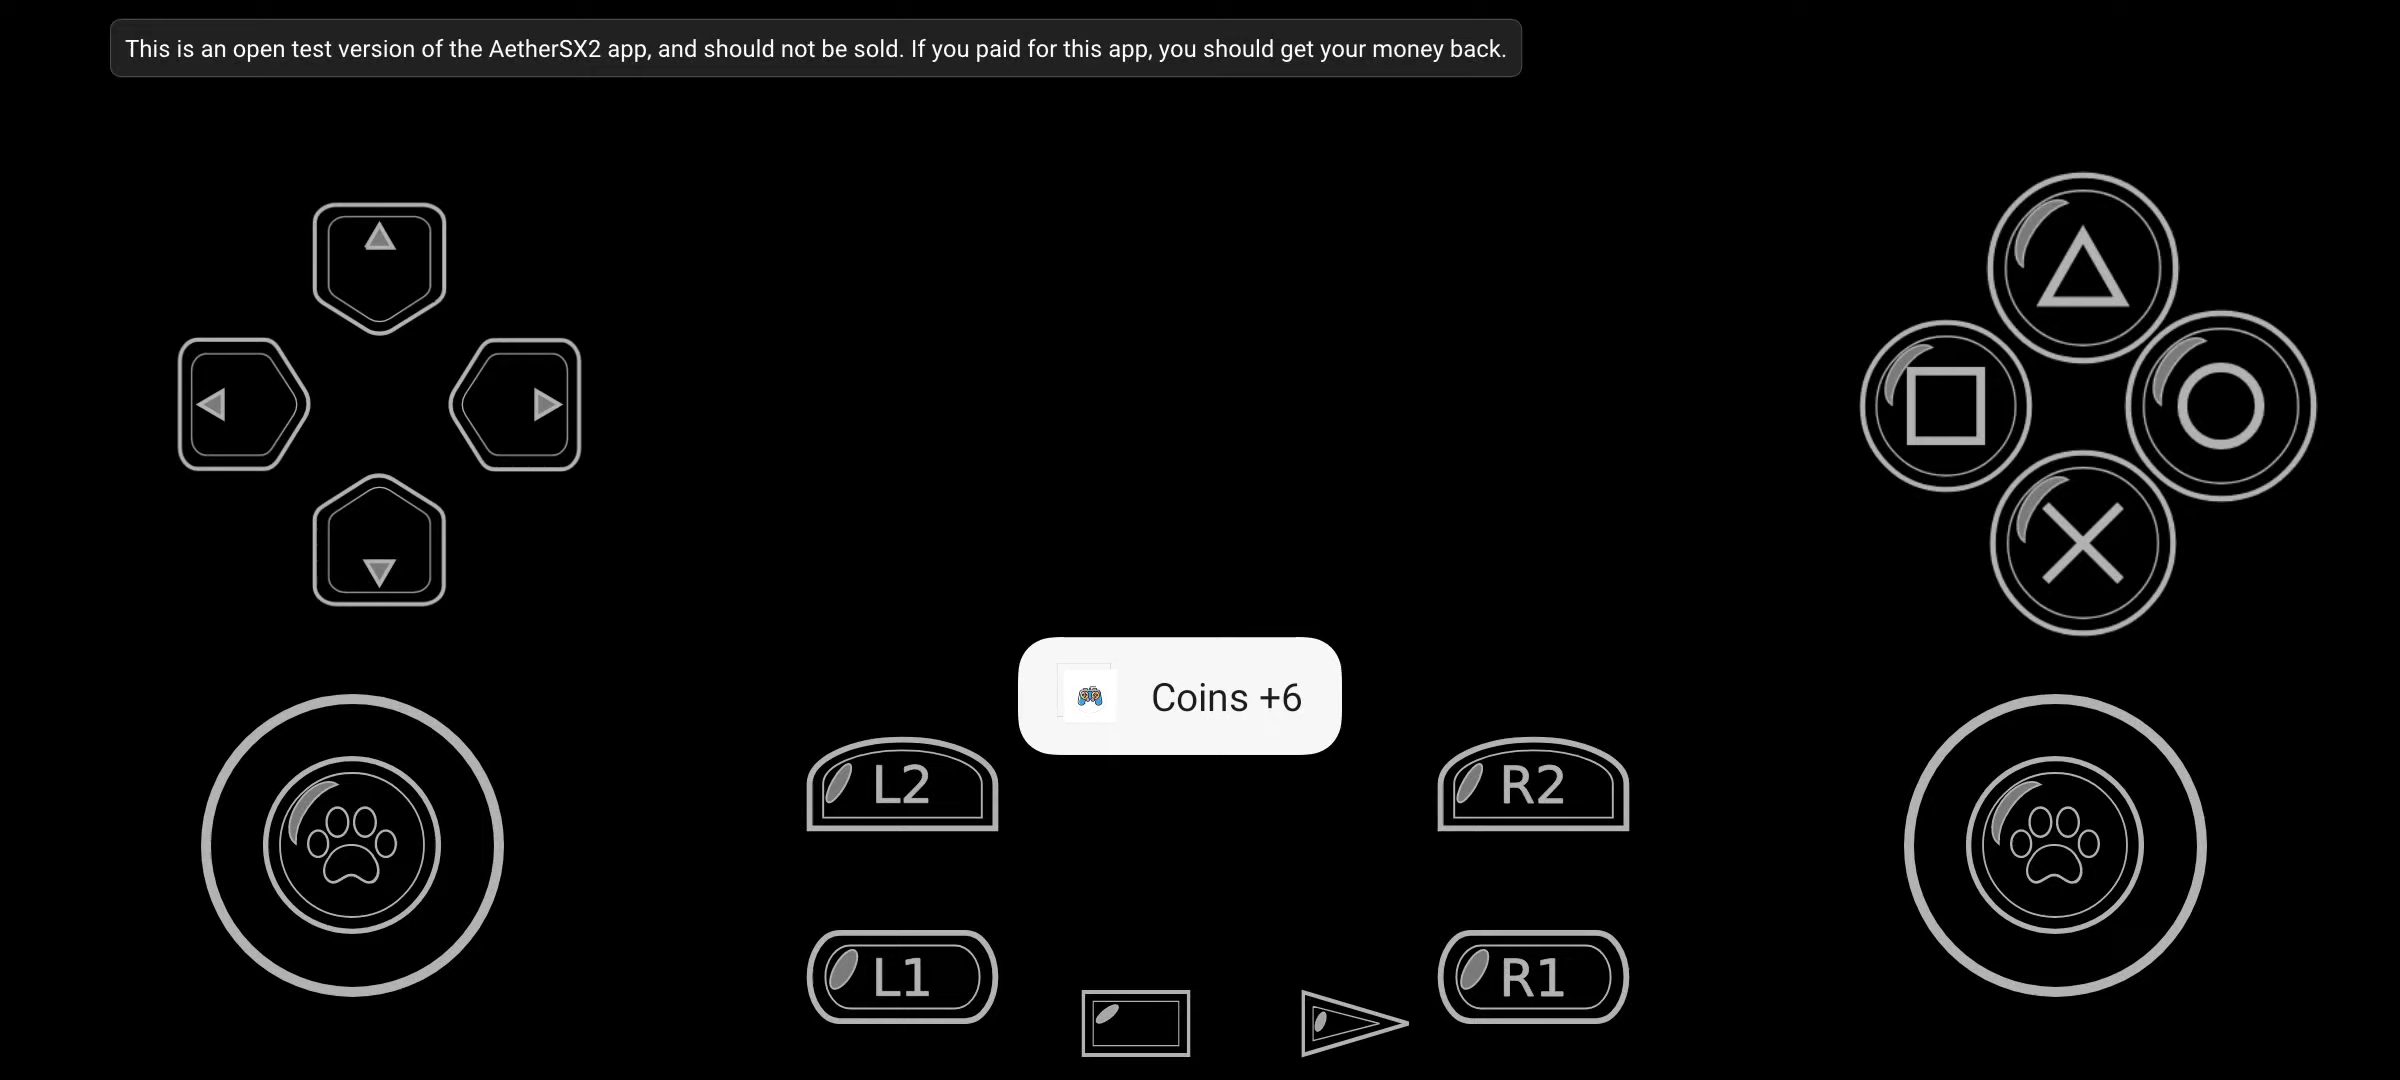 This is an open test version of the AetherSX2 app, and should not be sold. If you paid for this app, you should get your money back.
Coins +6
L2
R2
L1
R1